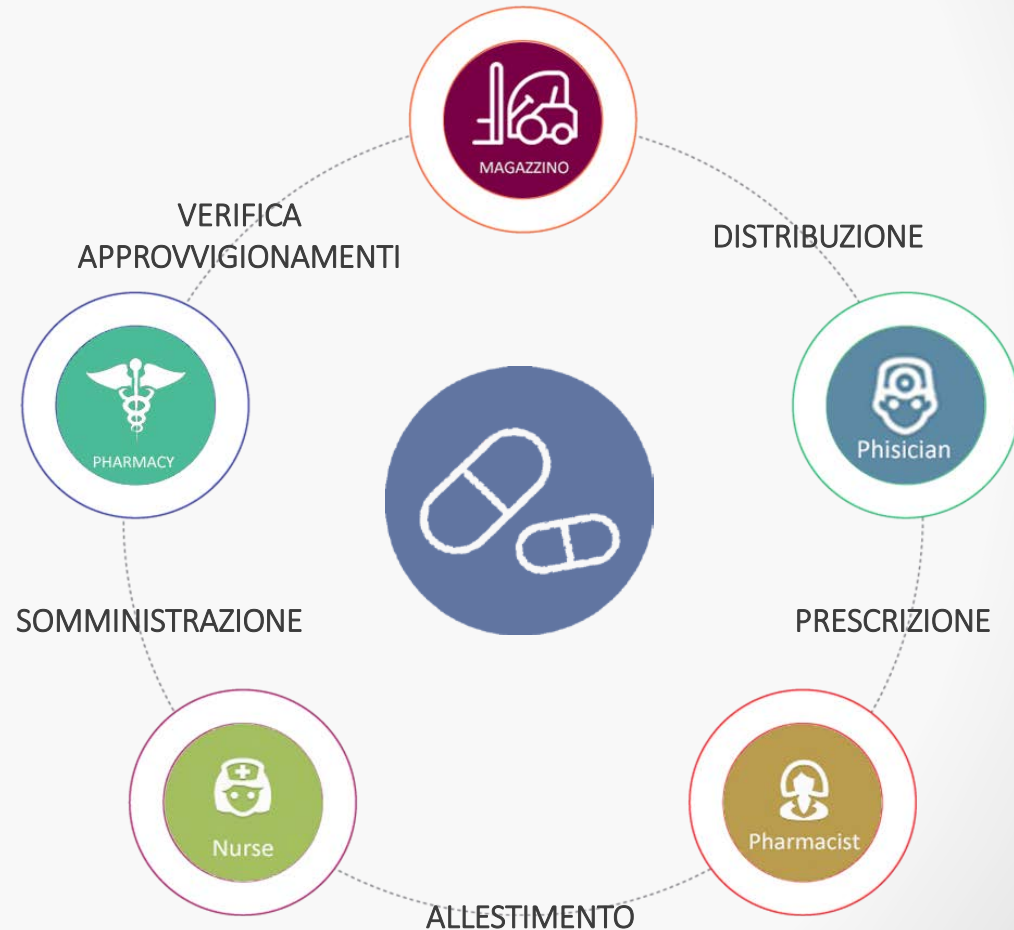 MAGAZZINO
VERIFICA
APPROVVIGIONAMENTI
DISTRIBUZIONE
PHARMACY
Phisician
SOMMINISTRAZIONE
PRESCRIZIONE
Nurse
Pharmacist
ALLESTIMENTO